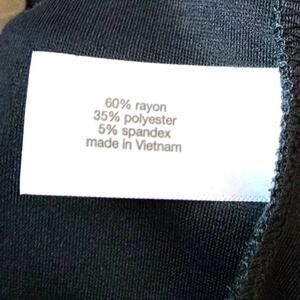 60% rayon
35% polyester
5% spandex
made in Vietnam